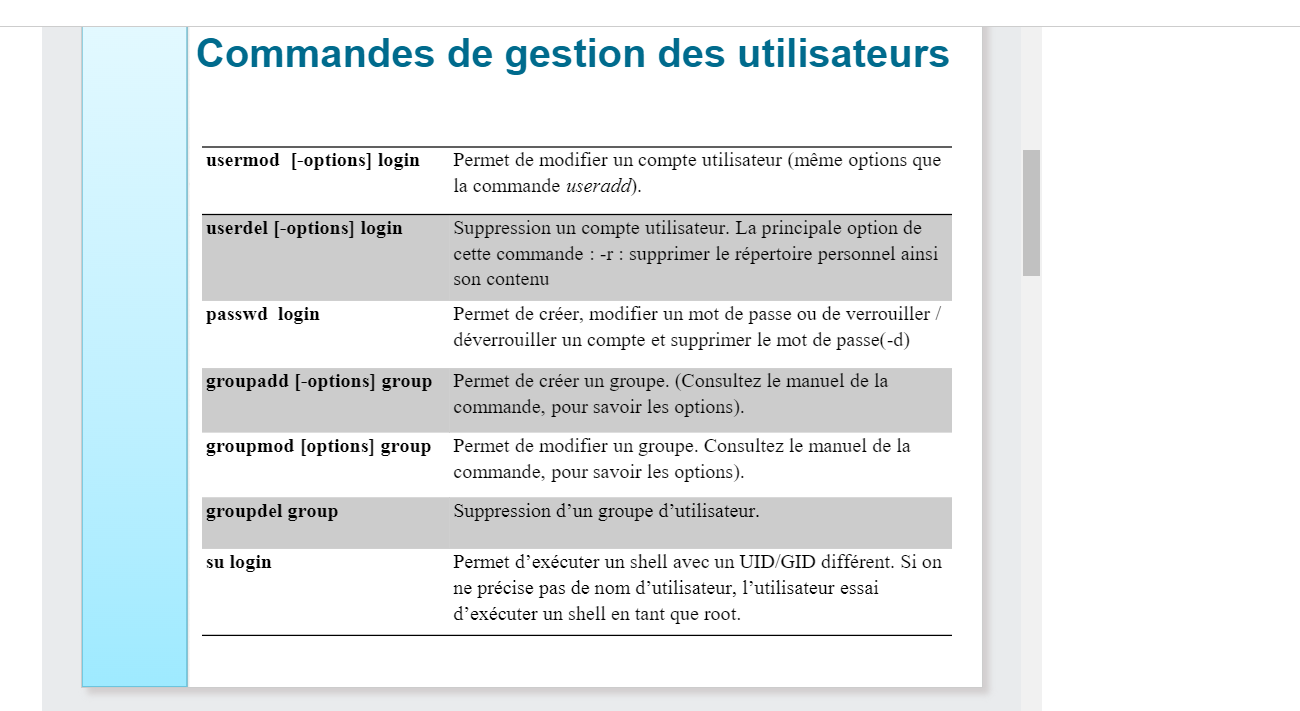 Commandes de gestion des utilisateurs
usermod [-options] login Permet de modifier un compte utilisateur (même options que
la commande useradd).
userdel [-options] login Suppression un compte utilisateur. La principale option de
cette commande : -r : supprimer le répertoire personnel ainsi
son contenu
passwd login Permet de créer, modifier un mot de passe ou de verrouiller /
déverrouiller un compte et supprimer le mot de passe(-d)
groupadd [-options] group Permet de créer un groupe. (Consultez le manuel de la
commande, pour savoir les options).
groupmod [options] group Permet de modifier un groupe. Consultez le manuel de la
commande, pour savoir les options).
groupdel group Suppression d’un groupe d’utilisateur.
su login Permet d’exécuter un shell avec un UID/GID différent. Si on
ne précise pas de nom d’utilisateur, l’utilisateur essai
d’exécuter un shell en tant que root.